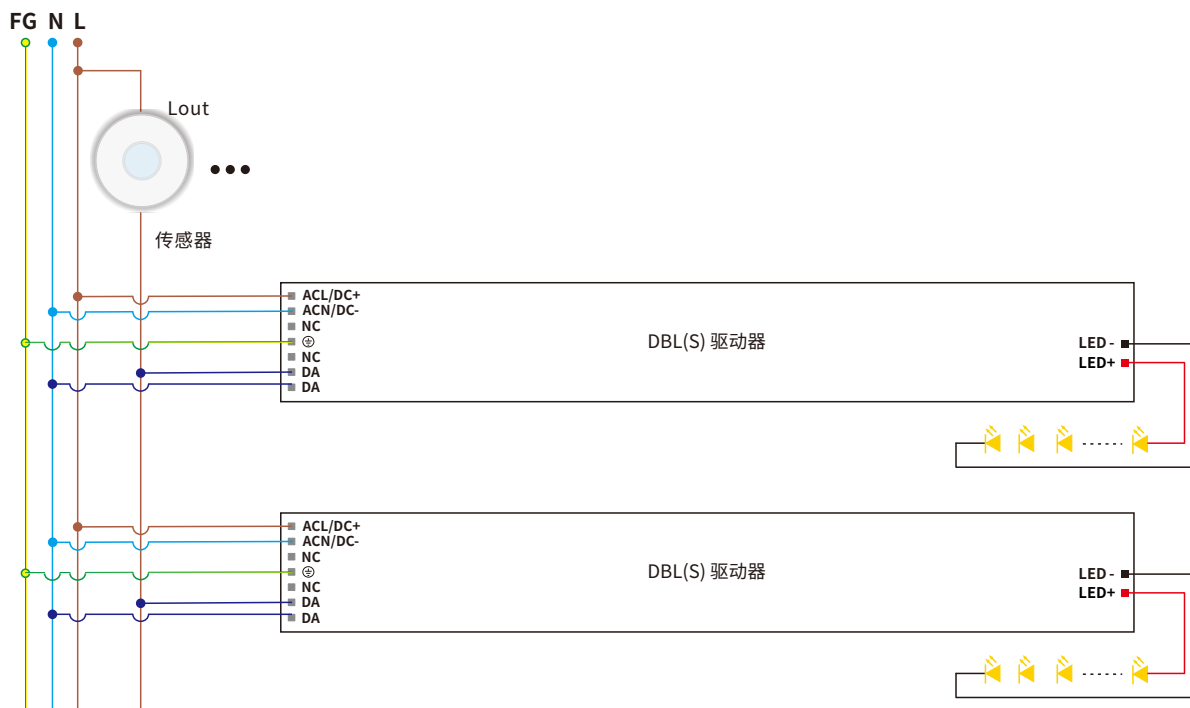 FG N L
Lout
传感器
ACL/DC+
ACN/DC-
NC
NC
DA
DA
DBL(S) 驱动器
LED -
LED+
ACL/DC+
ACN/DC-
NC
NC
DA
DA
DBL(S) 驱动器
LED -
LED+